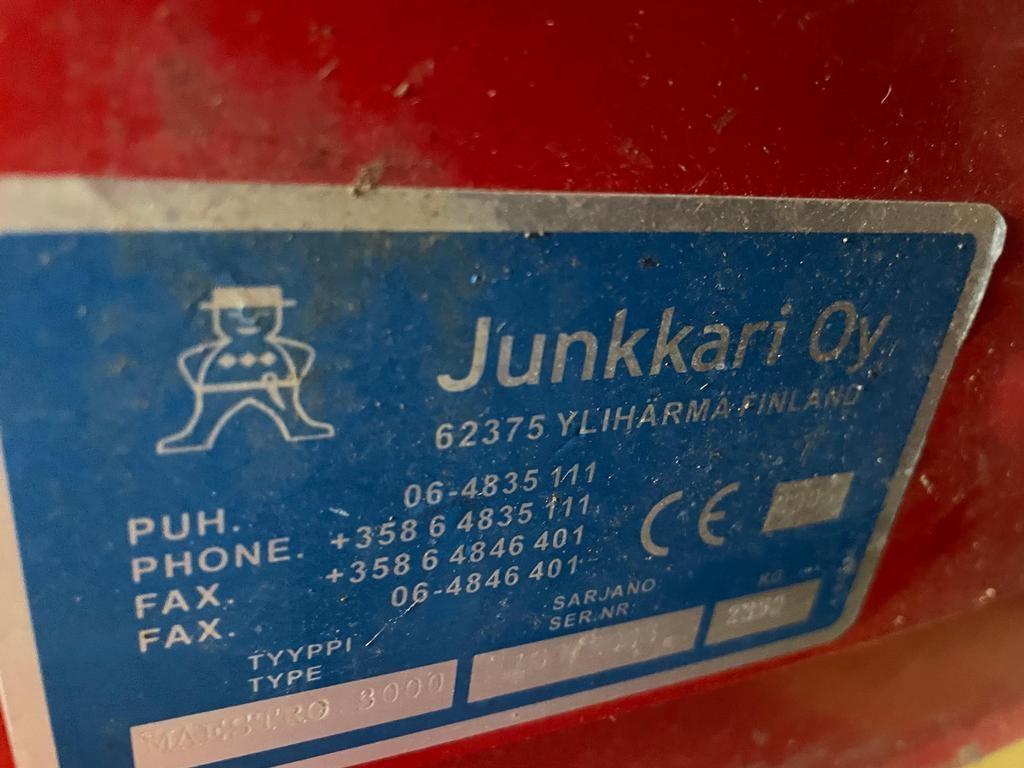 Junkkari Oy
62375 YLIHÄRMÄ FINLAND
PUH. 06-4835 111
PHONE. +358 6 4835 111
FAX. +358 6 4846 401
FAX. 06-4846 401
CE
TYYPPI
TYPE
SARJANO
SER.NR
KG
MAESTRO 3000